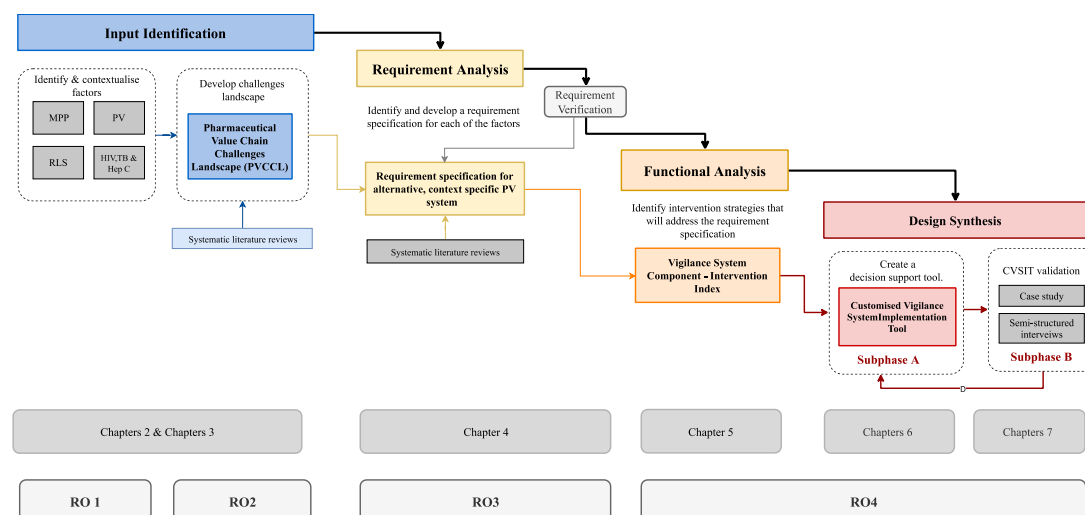 Input Identification
Identify & contextualise
factors
MPP
PV
RLS
HIV,TB &
Hep C
Develop challenges
landscape
Pharmaceutical
Value Chain
Challenges
Landscape (PVCCL)
Systematic literature reviews
Requirement Analysis
Identify and develop a requirement
specification for each of the factors
Requirement
Verification
Requirement specification for
alternative, context specific PV
system
Systematic literature reviews
Functional Analysis
Identify intervention strategies that
will address the requirement
specification
Vigilance System
Component - Intervention
Index
Design Synthesis
Create a
decision support tool.
Customised Vigilance
SystemImplementation
Tool
Subphase A
CVSIT validation
Case study
Semi-structured
interveiws
Subphase B
D
Chapters 2 & Chapters 3
Chapter 4
Chapter 5
Chapters 6
Chapters 7
RO 1
RO2
RO3
RO4